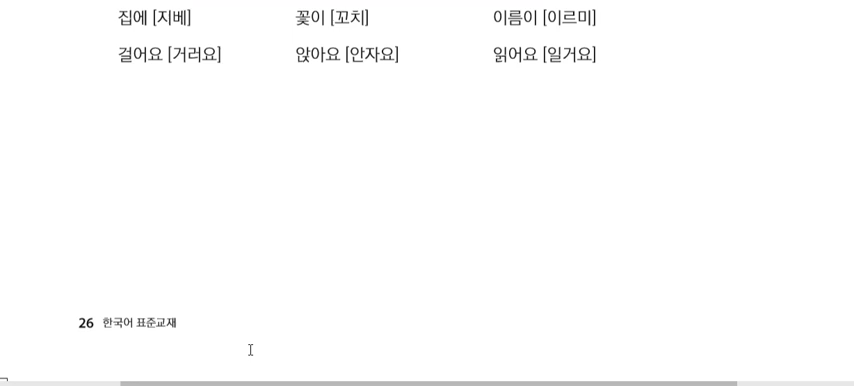 집에 [지베] 꽃이 [꼬치] 이름이 [이르미]
걸어요 [거러요] 앉아요 [안자요] 읽어요 [일거요]
26 한국어 표준교재